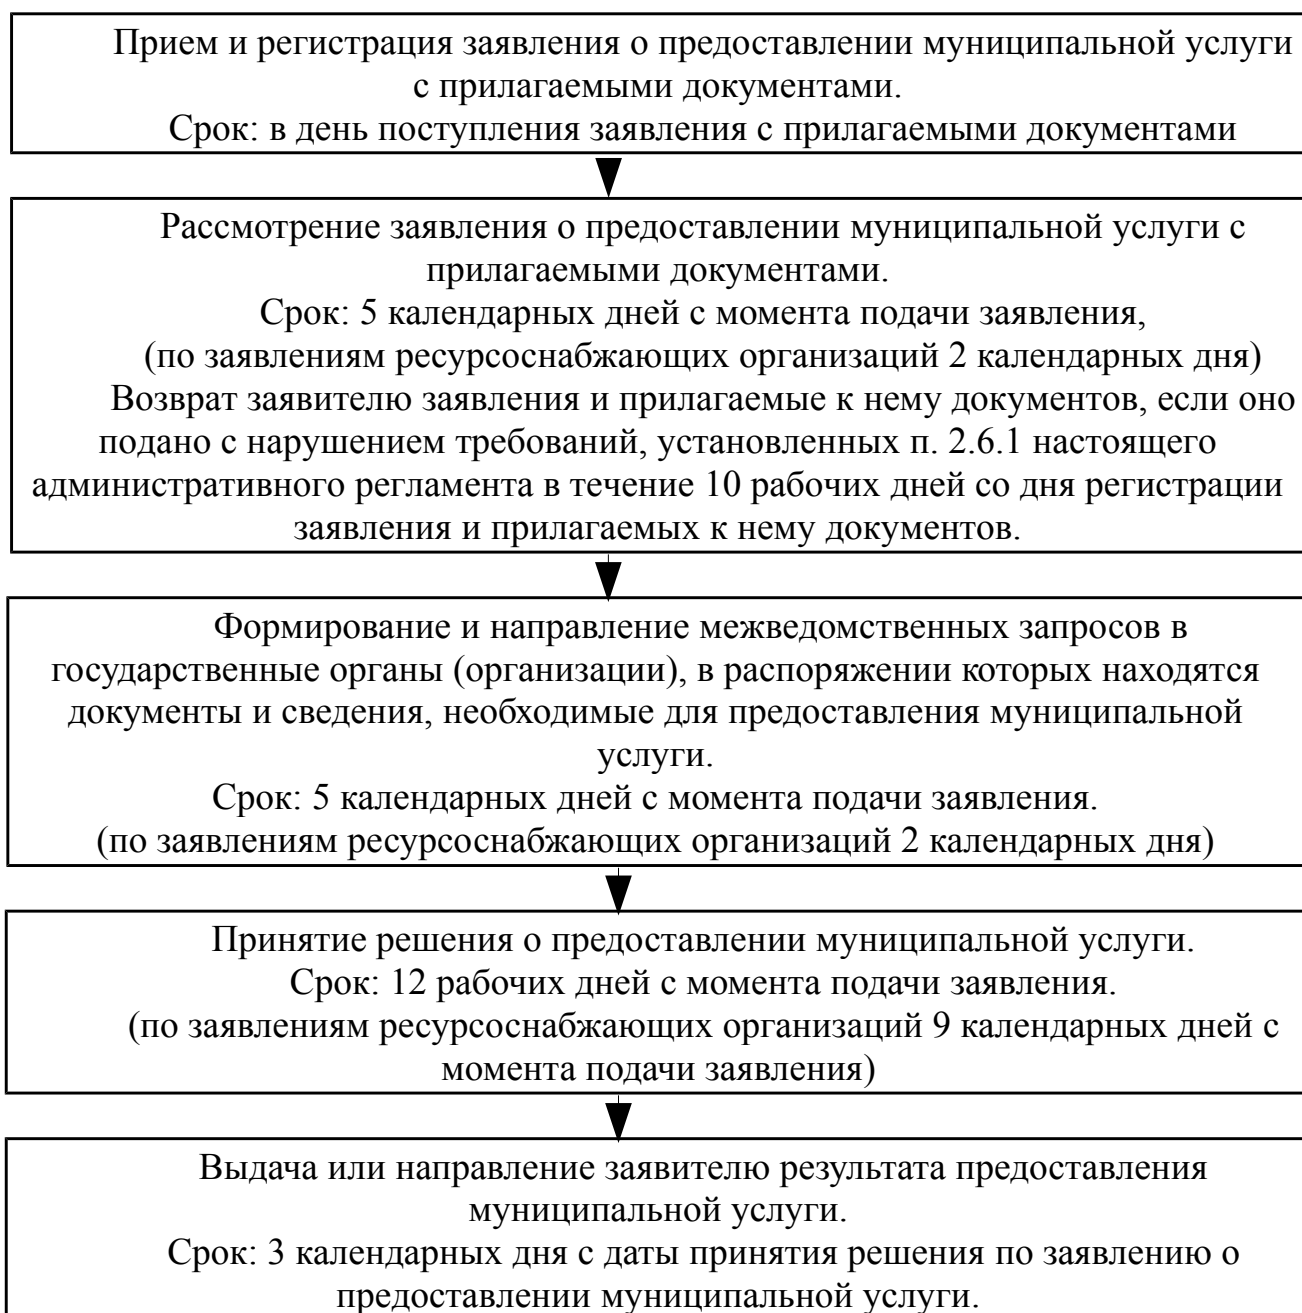 Прием и регистрация заявления о предоставлении муниципальной услуги
с прилагаемыми документами.
Срок: в день поступления заявления с прилагаемыми документами
Рассмотрение заявления о предоставлении муниципальной услуги с
прилагаемыми документами.
Срок: 5 календарных дней с момента подачи заявления,
(по заявлениям ресурсоснабжающих организаций 2 календарных дня)
Возврат заявителю заявления и прилагаемые к нему документов, если оно
подано с нарушением требований, установленных п. 2.6.1 настоящего
административного регламента в течение 10 рабочих дней со дня регистрации
заявления и прилагаемых к нему документов.
Формирование и направление межведомственных запросов в
государственные органы (организации), в распоряжении которых находятся
документы и сведения, необходимые для предоставления муниципальной
услуги.
Срок: 5 календарных дней с момента подачи заявления.
(по заявлениям ресурсоснабжающих организаций 2 календарных дня)
Принятие решения о предоставлении муниципальной услуги.
Срок: 12 рабочих дней с момента подачи заявления.
(по заявлениям ресурсоснабжающих организаций 9 календарных дней с
момента подачи заявления)
Выдача или направление заявителю результата предоставления
муниципальной услуги.
Срок: 3 календарных дня с даты принятия решения по заявлению о
предоставлении муниципальной услуги.